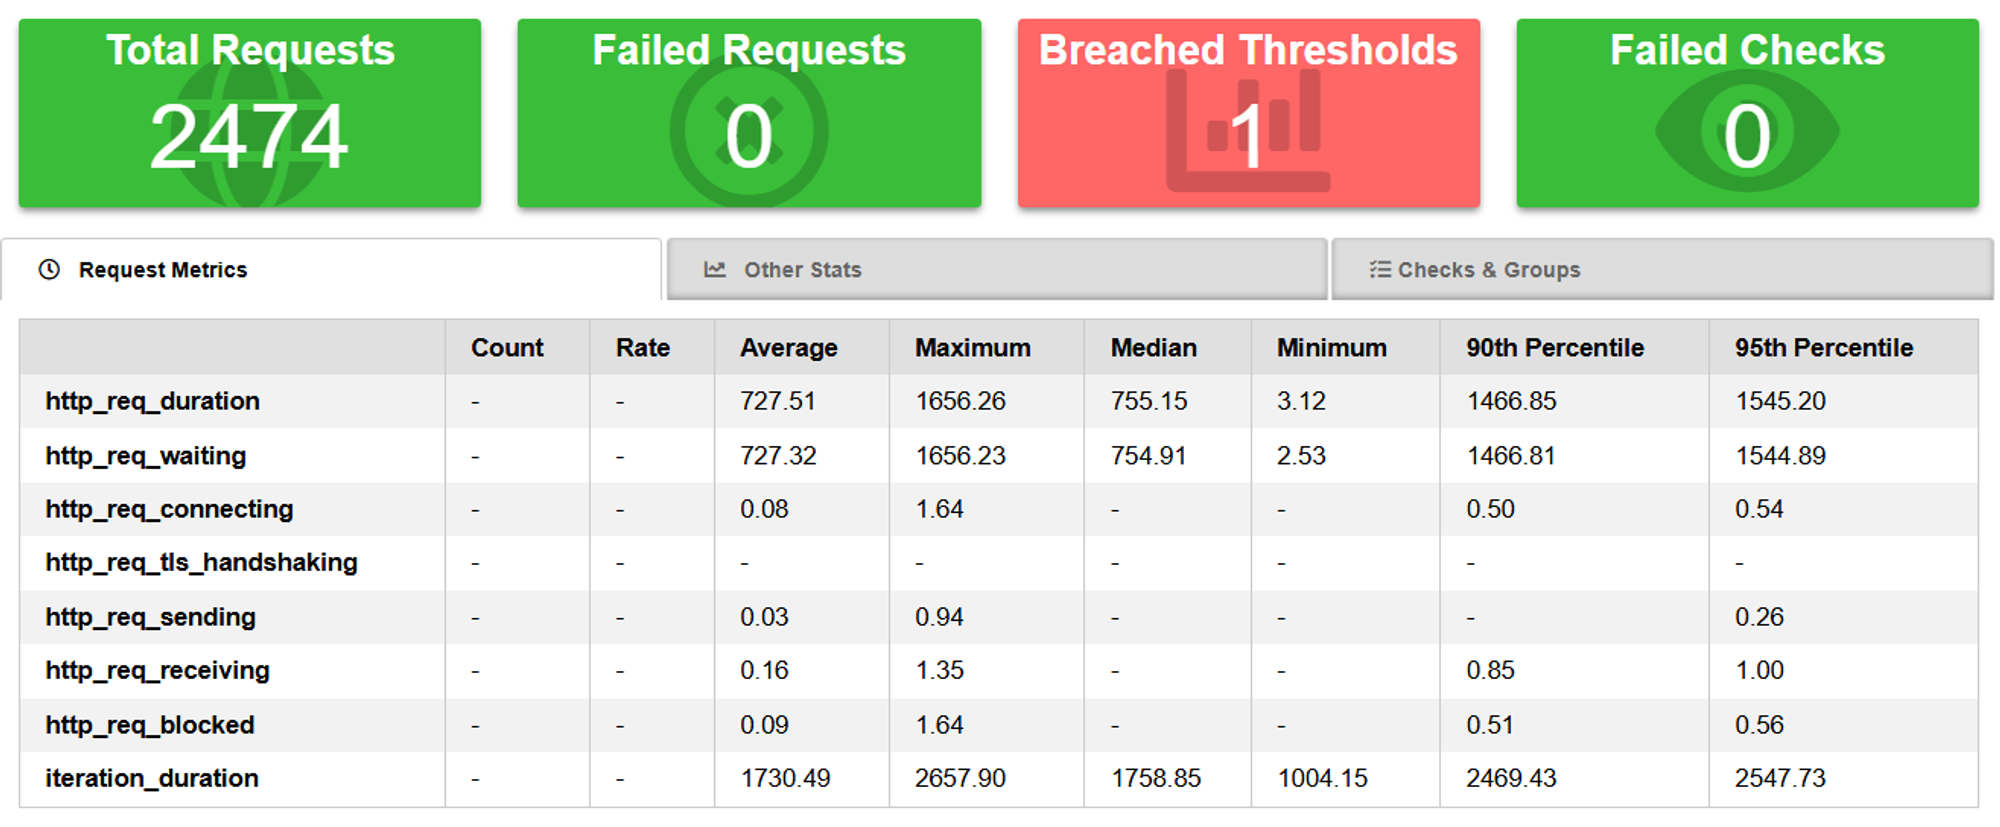 Total Requests Failed Requests Breached Thresholds Failed Checks
2474 0 1 0
Request Metrics Other Stats Checks & Groups
Count Rate Average Maximum Median Minimum 90th Percentile 95th Percentile
http_req_duration - - 727.51 1656.26 755.15 3.12 1466.85 1545.20
http_req_waiting - - 727.32 1656.23 754.91 2.53 1466.81 1544.89
http_req_connecting - - 0.08 1.64 - - 0.50 0.54
http_req_tls_handshaking - - - - - - - -
http_req_sending - - 0.03 0.94 - - - 0.26
http_req_receiving - - 0.16 1.35 - - 0.85 1.00
http_req_blocked - - 0.09 1.64 - - 0.51 0.56
iteration_duration - - 1730.49 2657.90 1758.85 1004.15 2469.43 2547.73